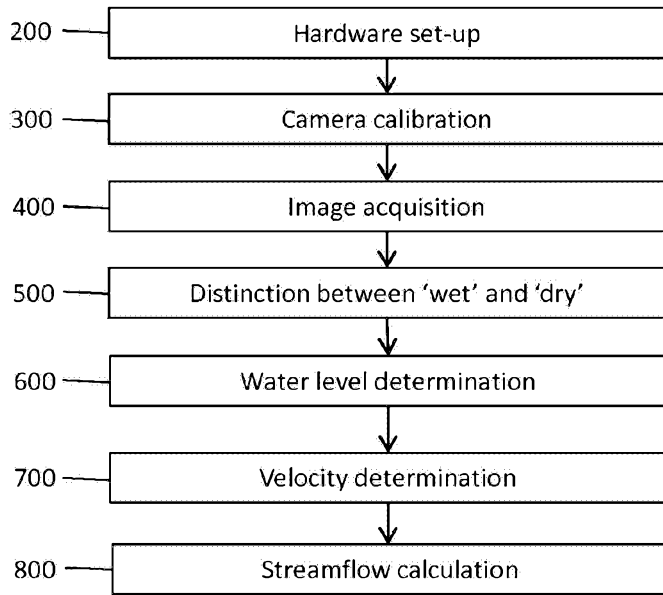 200 Hardware set-up
300 Camera calibration
400 Image acquisition
500 Distinction between ‘wet’ and ‘dry’
600 Water level determination
700 Velocity determination
800 Streamflow calculation